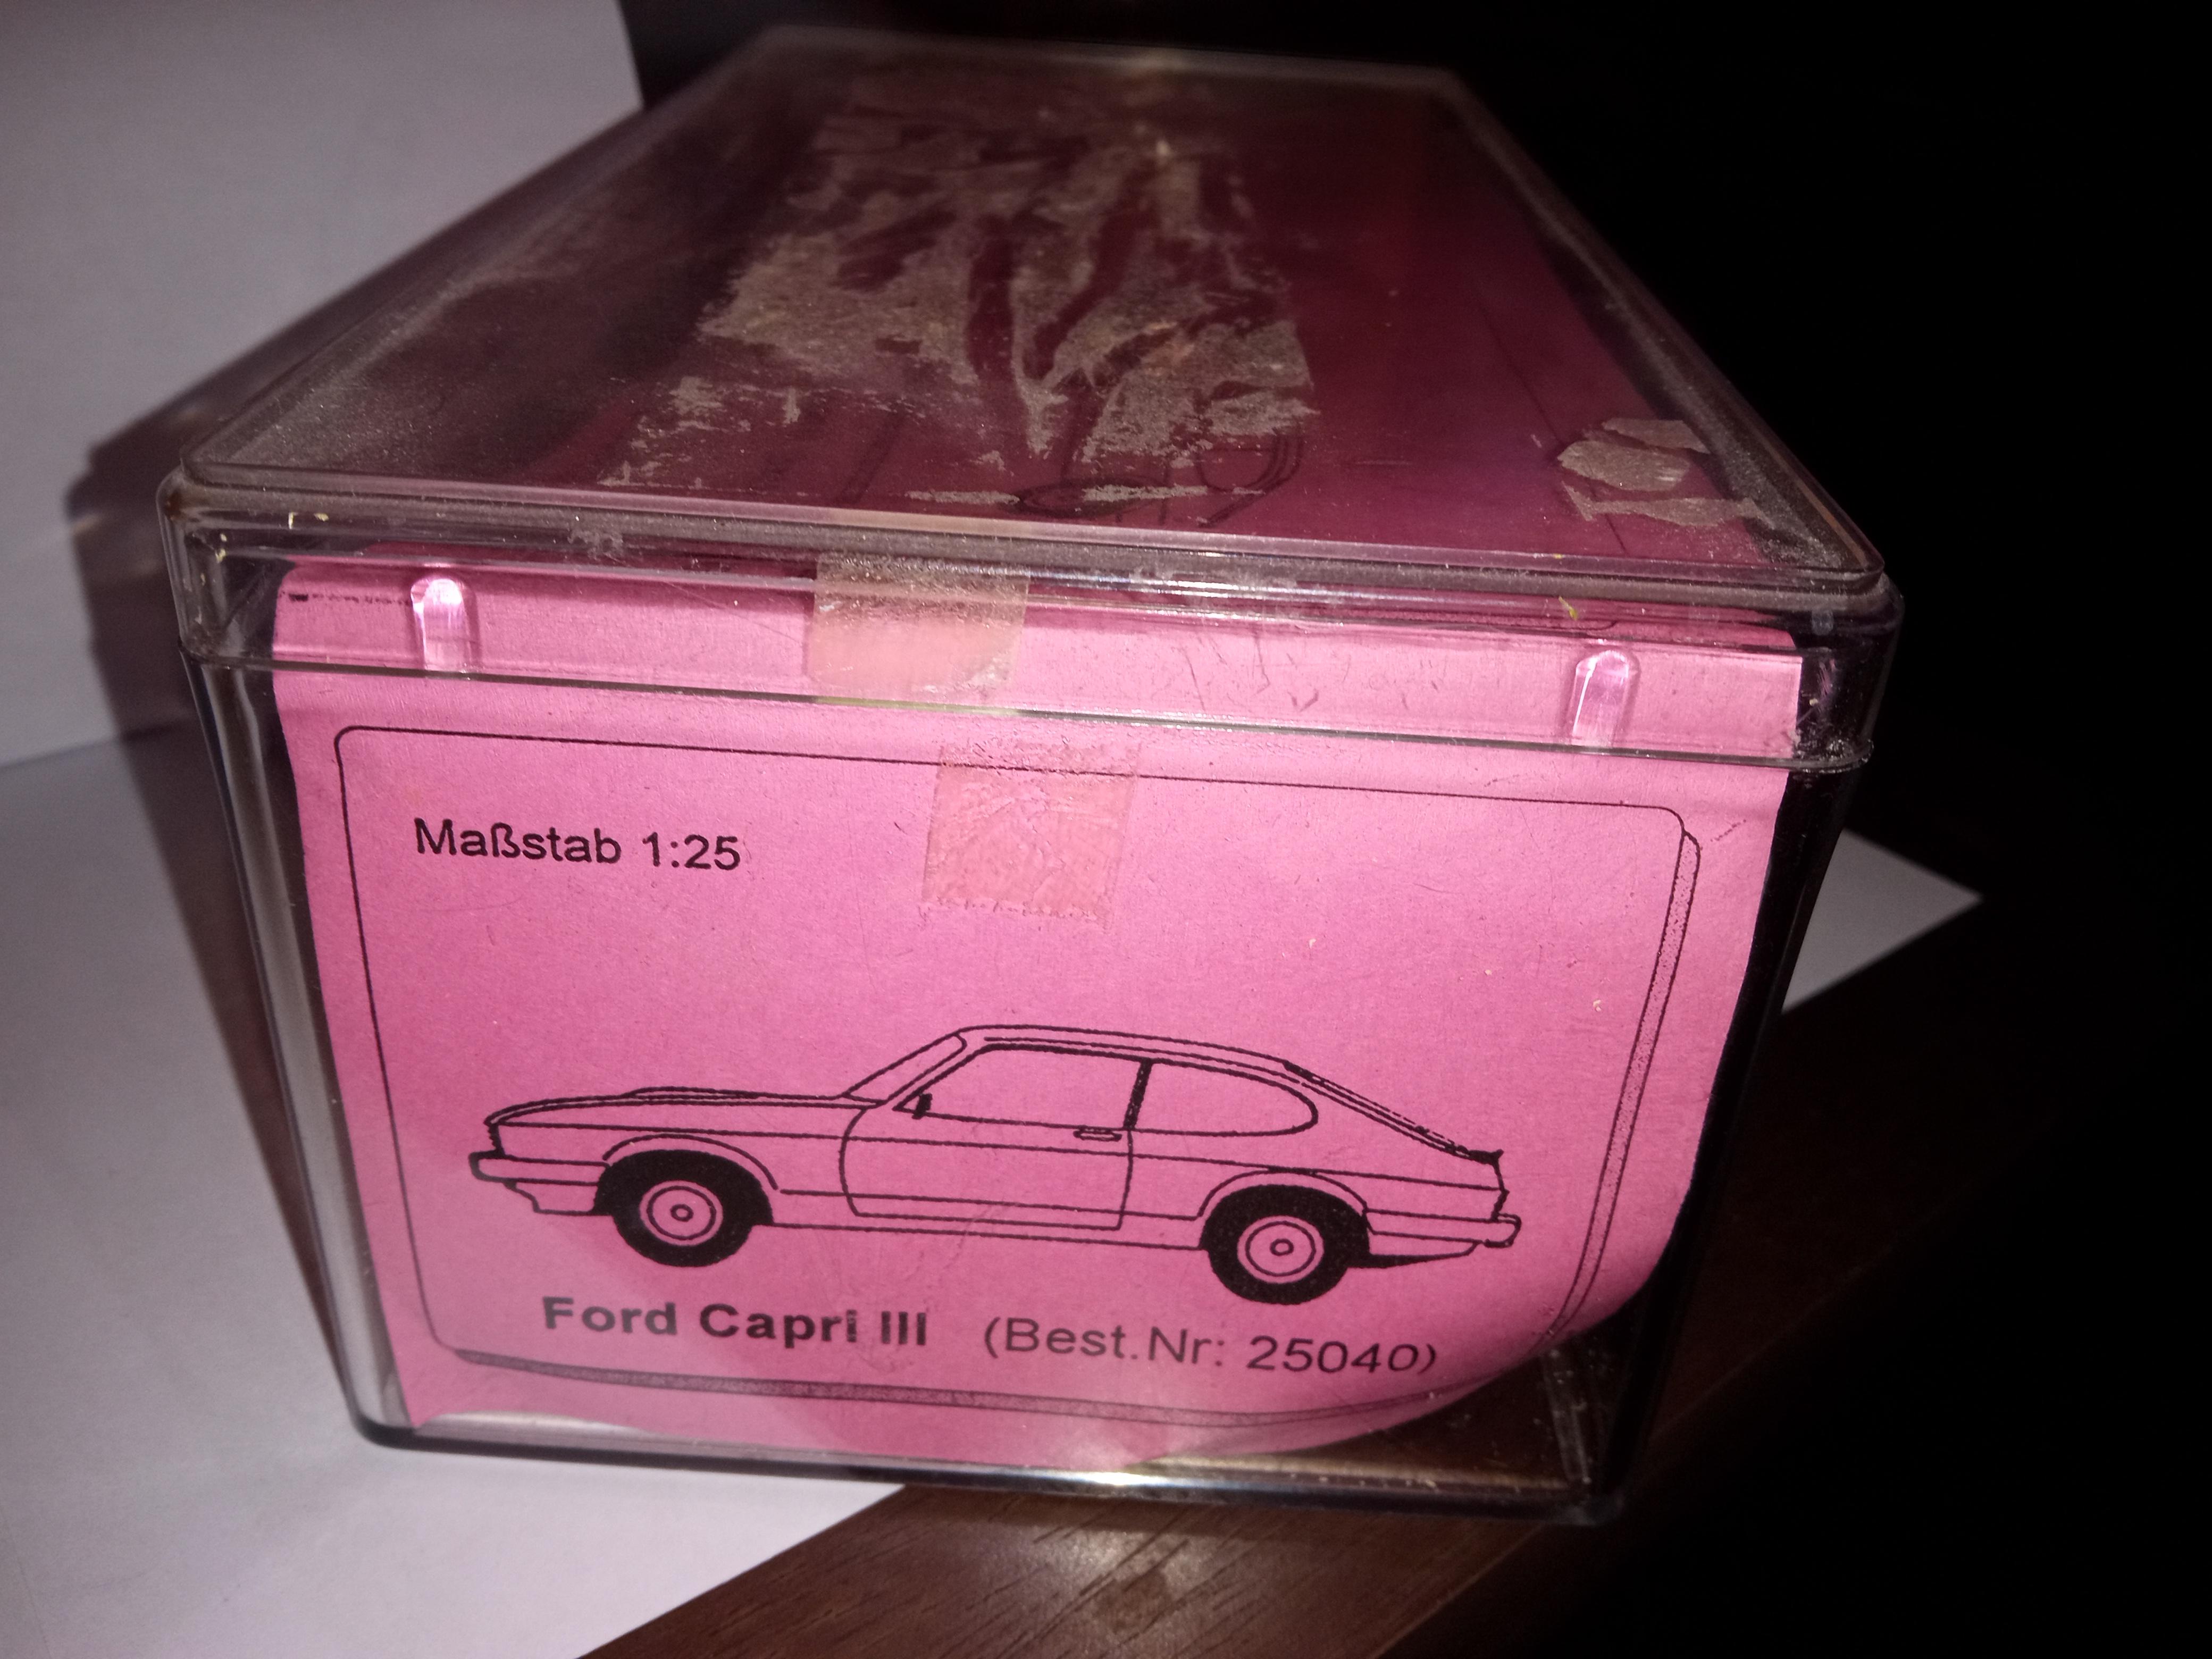 Maßstab 1:25
Ford Capri III (Best.Nr: 25040)